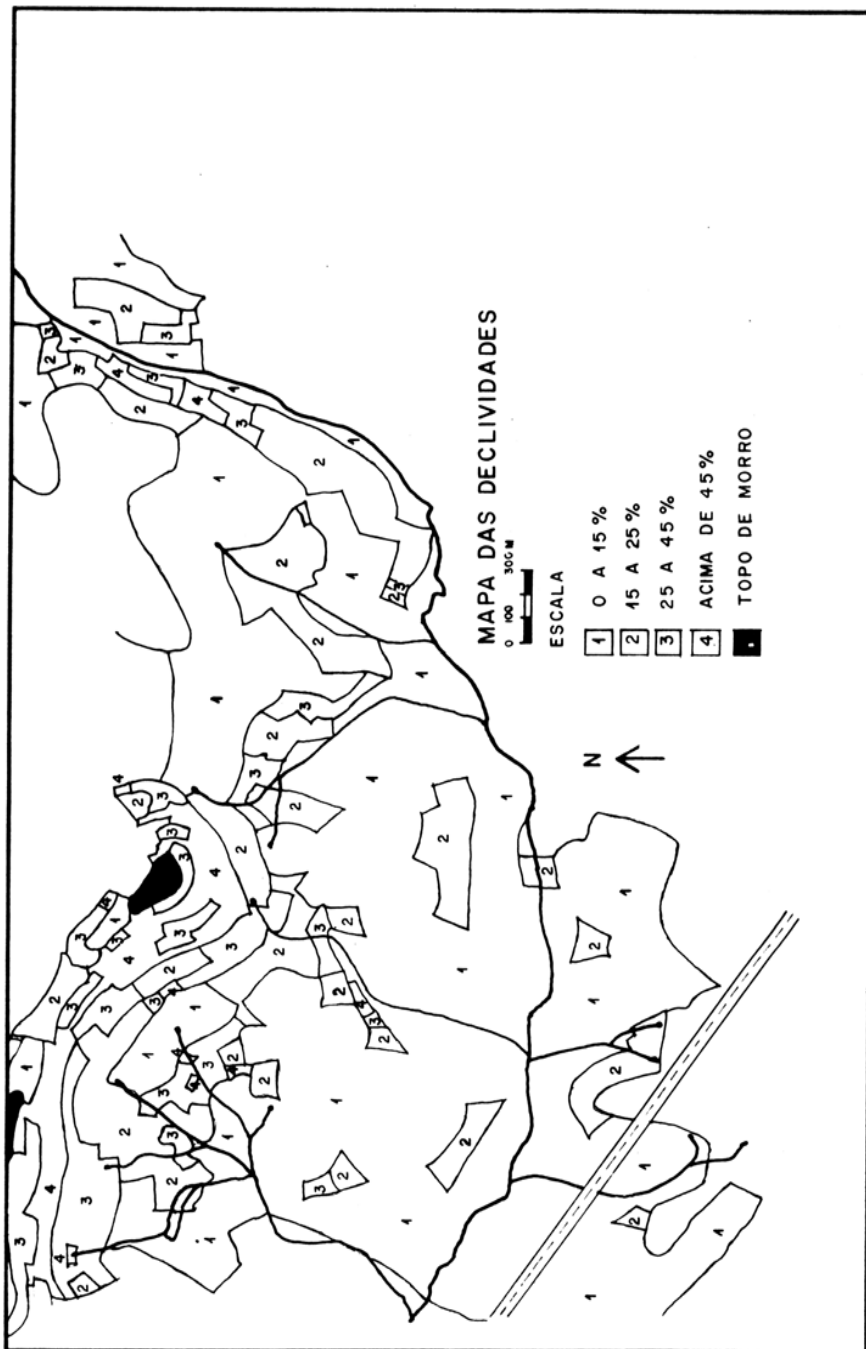 MAPA DAS DECLIVIDADES
0 100 300 M
ESCALA
1 0 A 15 %
2 15 A 25 %
3 25 A 45 %
4 ACIMA DE 45 %
TOPO DE MORRO
N